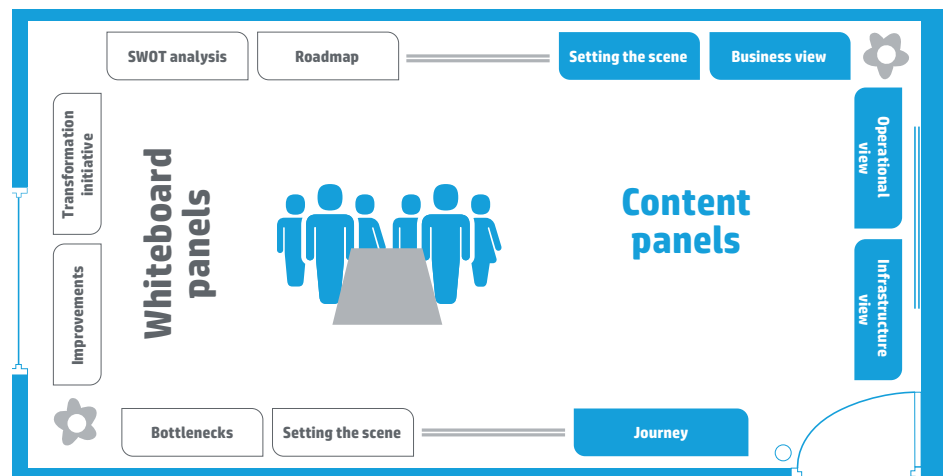 SWOT analysis
Roadmap
Setting the scene
Business view
Transformation
initiative
Whiteboard
panels
Content
panels
Operational
view
Improvements
Infrastructure
view
Bottlenecks
Setting the scene
Journey